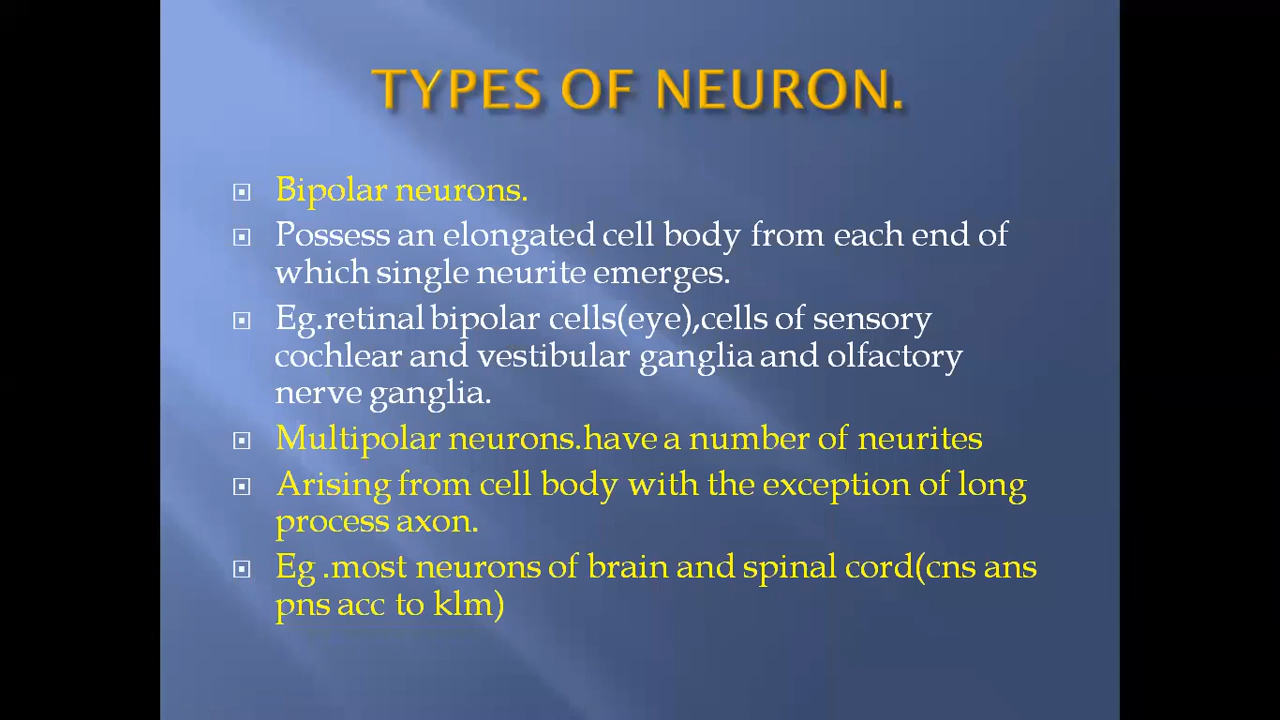 TYPES OF NEURON.
Bipolar neurons.
Possess an elongated cell body from each end of
which single neurite emerges.
Eg.retinal bipolar cells(eye),cells of sensory
cochlear and vestibular ganglia and olfactory
nerve ganglia.
Multipolar neurons.have a number of neurites
Arising from cell body with the exception of long
process axon.
Eg .most neurons of brain and spinal cord(cns ans
pns acc to klm)